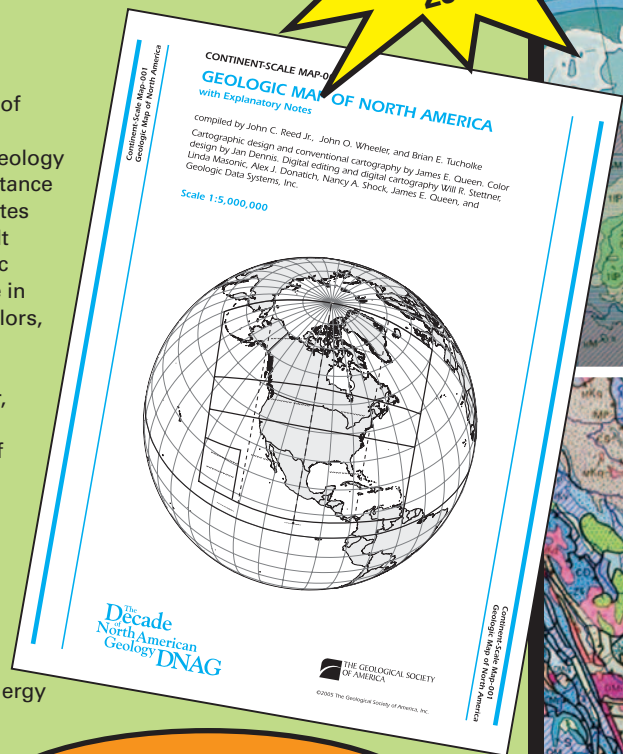 of
eology
tance
tes
lt
c
in
lors,
f
ergy
Continent-Scale Map-001
Geologic Map of North America
CONTINENT-SCALE MAP-00
GEOLOGIC MAP OF NORTH AMERICA
with Explanatory Notes
compiled by John C. Reed Jr., John O. Wheeler, and Brian E. Tucholke
Cartographic design and conventional cartography by James E. Queen. Color
design by Jan Dennis. Digital editing and digital cartography Will R. Stettner,
Linda Masonic, Alex J. Donatich, Nancy A. Shock, James E. Queen, and
Geologic Data Systems, Inc.
Scale 1:5,000,000
The
Decade
of
North American
Geology DNAG
THE GEOLOGICAL SOCIETY
OF AMERICA
©2005 The Geological Society of America, Inc.
Continent-Scale Map-001
Geologic Map of North America